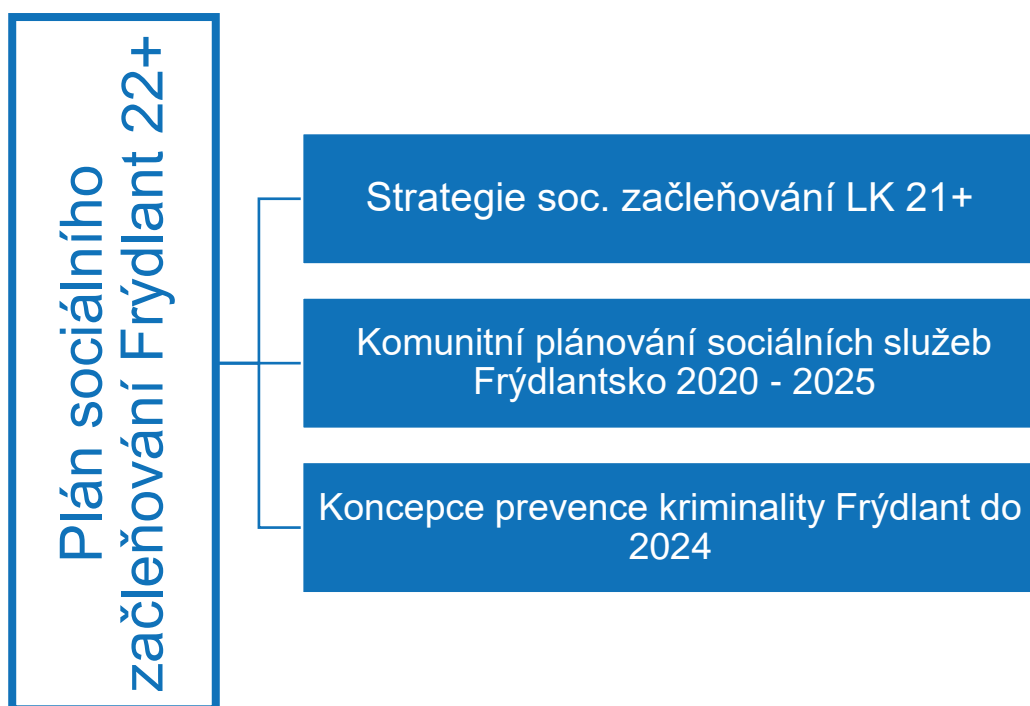 Plán sociálního
začleňování Frýdlant 22+
Strategie soc. začleňování LK 21+
Komunitní plánování sociálních služeb
Frýdlantsko 2020 - 2025
Koncepce prevence kriminality Frýdlant do
2024